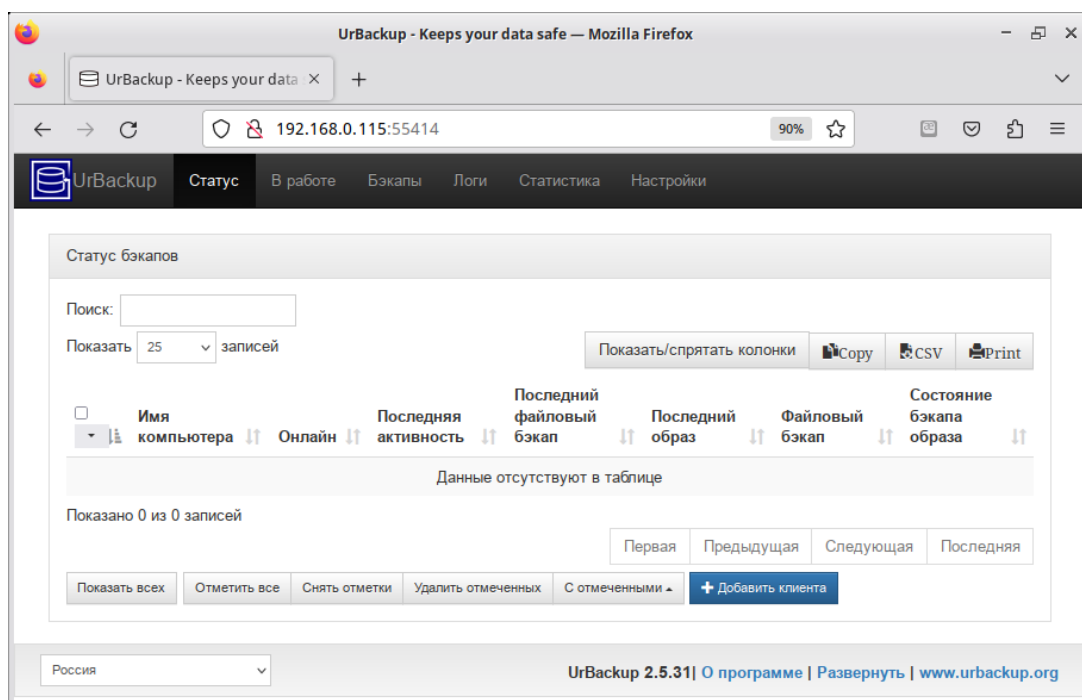 UrBackup - Keeps your data safe — Mozilla Firefox
UrBackup - Keeps your data s
192.168.0.115:55414 90%
UrBackup Статус В работе Бэкапы Логи Статистика Настройки
Статус бэкапов
Поиск:
Показать 25 записей
Показать/спрятать колонки Copy CSV Print
Имя компьютера Онлайн Последняя активность Последний файловый бэкап Последний образ Файловый бэкап Состояние бэкапа образа
Данные отсутствуют в таблице
Показано 0 из 0 записей
Первая Предыдущая Следующая Последняя
Показать всех Отметить все Снять отметки Удалить отмеченных С отмеченными Добавить клиента
Россия
UrBackup 2.5.31| О программе | Развернуть | www.urbackup.org